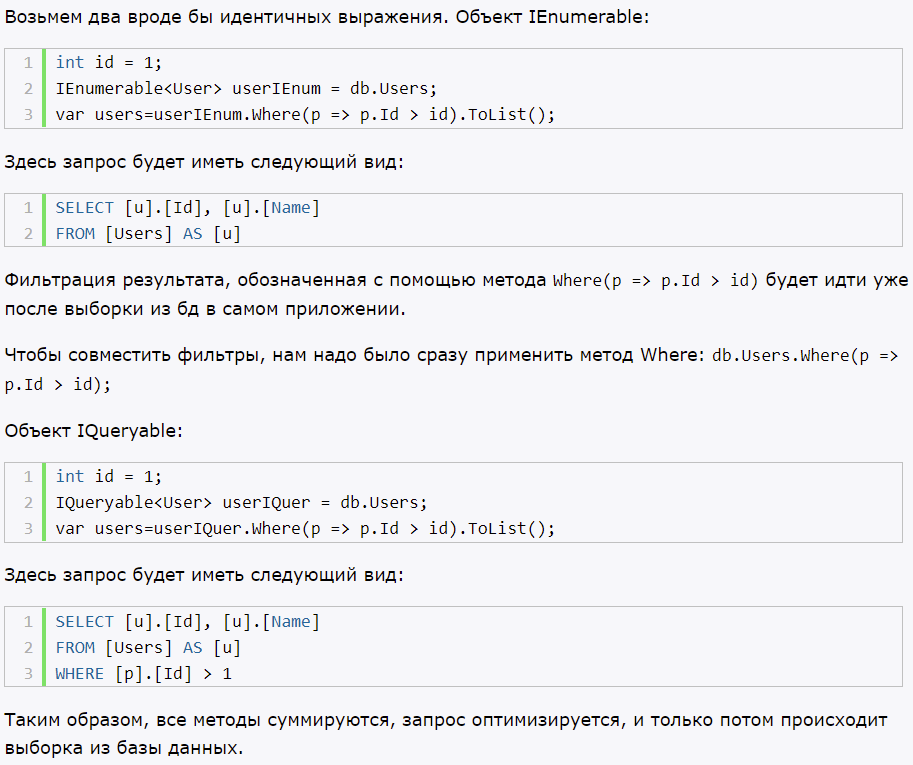 Возьмем два вроде бы идентичных выражения. Объект IEnumerable:
1 int id = 1;
2 IEnumerable<User> userIEnum = db.Users;
3 var users=userIEnum.Where(p => p.Id > id).ToList();
Здесь запрос будет иметь следующий вид:
1 SELECT [u].[Id], [u].[Name]
2 FROM [Users] AS [u]
Фильтрация результата, обозначенная с помощью метода Where(p => p.Id > id) будет идти уже
после выборки из бд в самом приложении.
Чтобы совместить фильтры, нам надо было сразу применить метод Where: db.Users.Where(p =>
p.Id > id);
Объект IQueryable:
1 int id = 1;
2 IQueryable<User> userIQuer = db.Users;
3 var users=userIQuer.Where(p => p.Id > id).ToList();
Здесь запрос будет иметь следующий вид:
1 SELECT [u].[Id], [u].[Name]
2 FROM [Users] AS [u]
3 WHERE [p].[Id] > 1
Таким образом, все методы суммируются, запрос оптимизируется, и только потом происходит
выборка из базы данных.